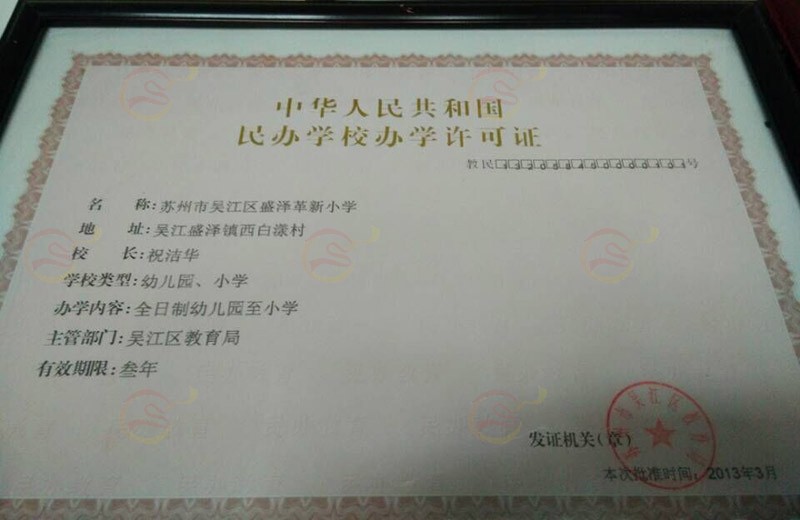 中华人民共和国
民办学校办学许可证
教民 号
名 称:苏州市吴江区盛泽革新小学
地 址:吴江盛泽镇西白漾村
校 长:祝洁华
学校类型:幼儿园、小学
办学内容:全日制幼儿园至小学
主管部门:吴江区教育局
有效期限:叁年
发证机关(章)
本次批准时间:2013年3月